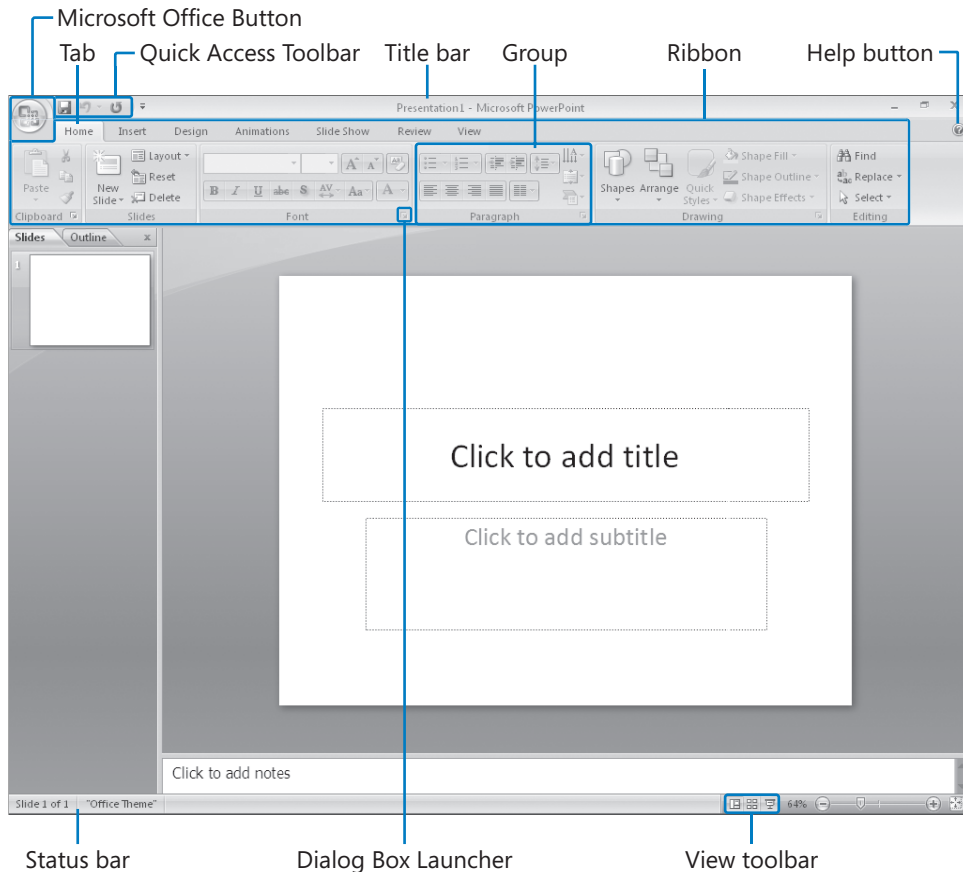 Microsoft Office Button
Tab Quick Access Toolbar Title bar Group Ribbon Help button
Presentation1 - Microsoft PowerPoint
Home Insert Design Animations Slide Show Review View
Paste
Clipboard
New
Slide
Layout
Reset
Delete
Slides
B I U abc S AV Aa A
Font
Paragraph
Shapes Arrange Quick
Styles
Shape Fill
Shape Outline
Shape Effects
Drawing
Find
Replace
Select
Editing
Slides Outline x
1
Click to add title
Click to add subtitle
Click to add notes
Slide 1 of 1 "Office Theme" 64%
Status bar Dialog Box Launcher View toolbar